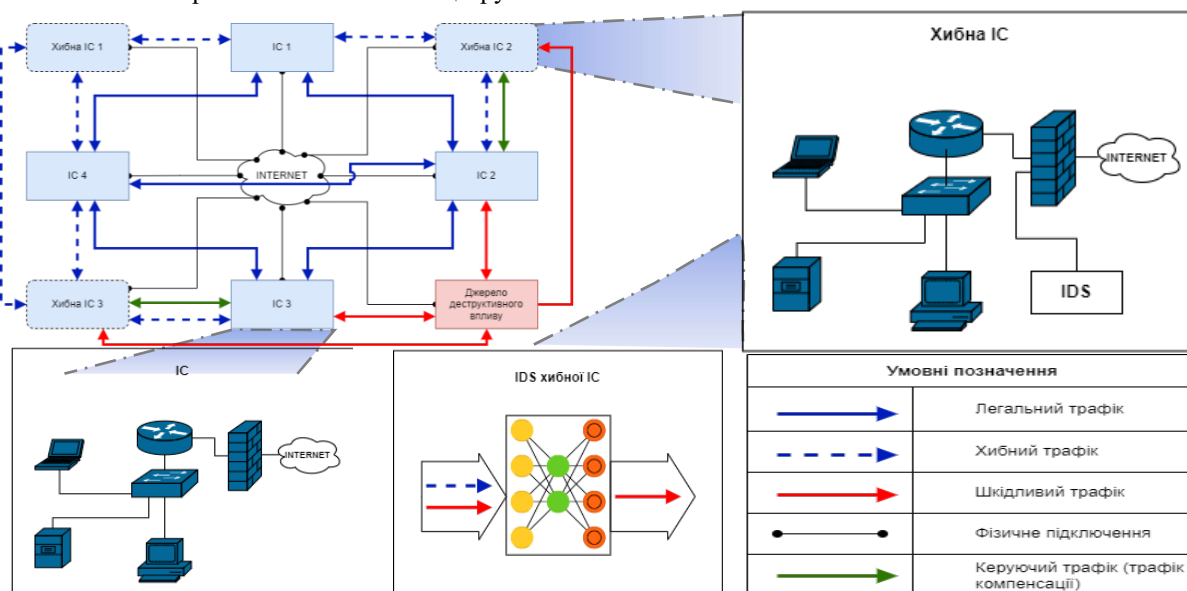 Хибна ІС 1
ІС 1
Хибна ІС 2
ІС 4
INTERNET
ІС 2
Хибна ІС 3
ІС 3
Джерело
деструктивного
впливу
Хибна ІС
INTERNET
IDS
ІС
INTERNET
IDS хибної ІС
Умовні позначення
Легальний трафік
Хибний трафік
Шкідливий трафік
Фізичне підключення
Керуючий трафік (трафік
компенсації)